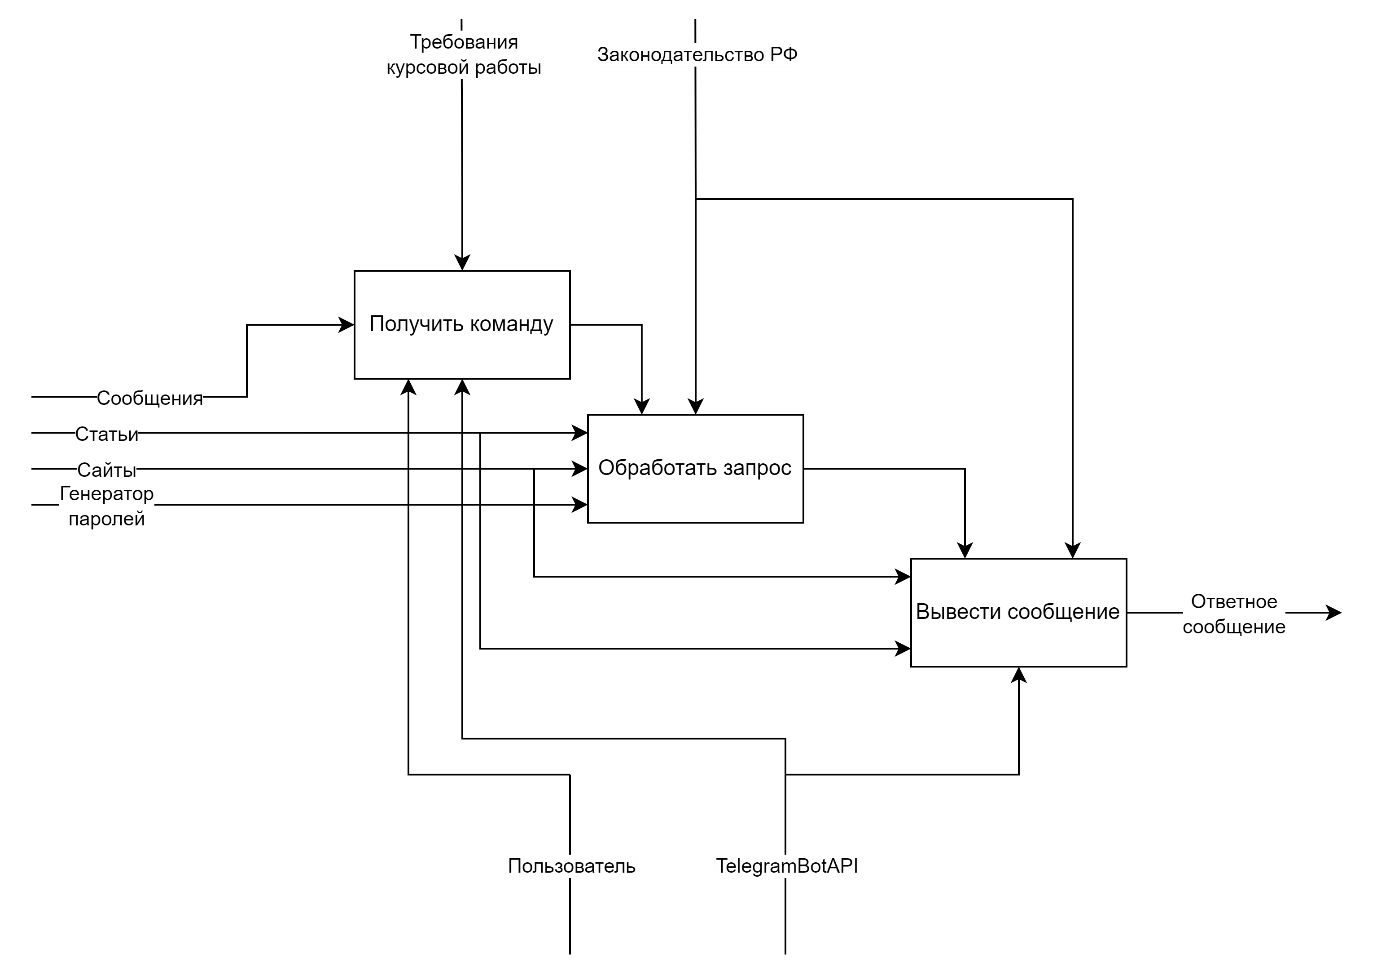 Требования
курсовой работы
Законодательство РФ
Получить команду
Сообщения
Статьи
Сайты
Генератор
паролей
Обработать запрос
Вывести сообщение
Ответное
сообщение
Пользователь
TelegramBotAPI